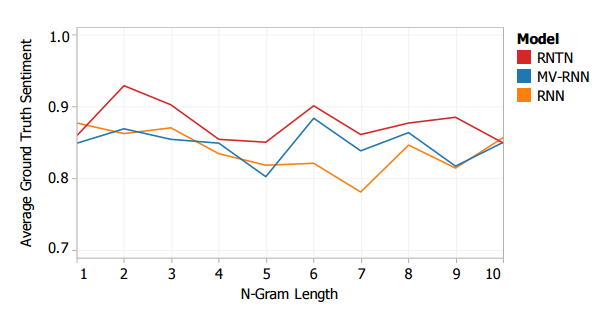 1.0
0.9
0.8
0.7
Average Ground Truth Sentiment
1 2 3 4 5 6 7 8 9 10
N-Gram Length
Model
RNTN
MV-RNN
RNN